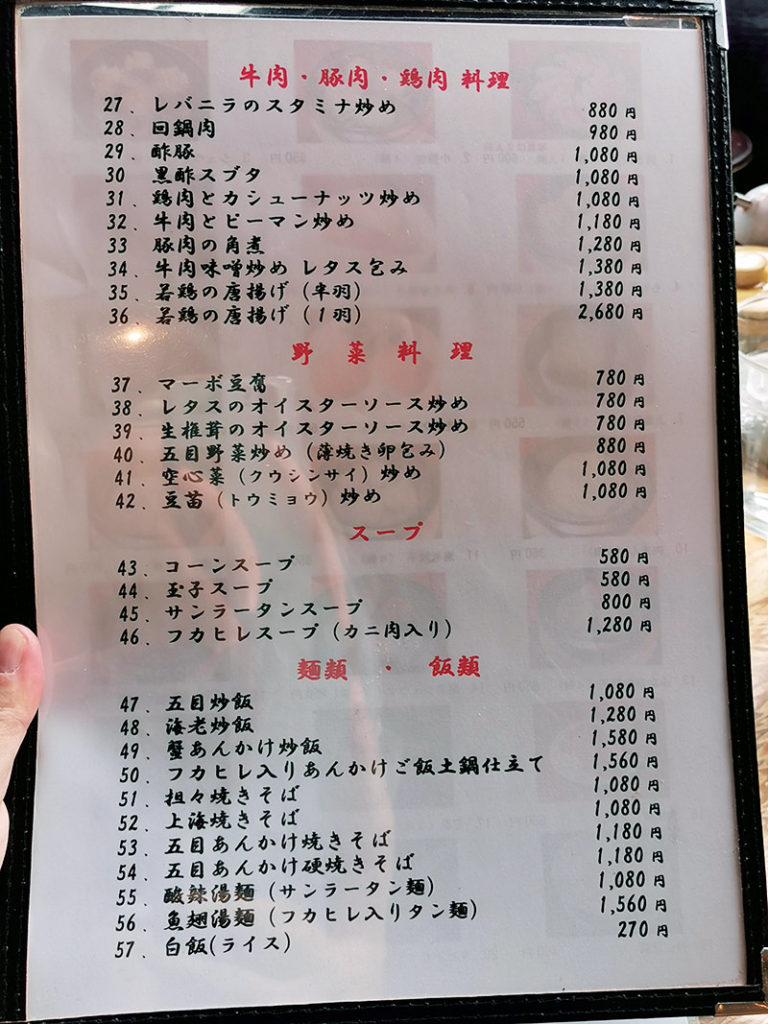 牛肉・豚肉・鶏肉 料理
27、レバニラのスタミナ炒め 880円
28、回鍋肉 980円
29、酢豚 1,080円
30、黒酢スブタ 1,080円
31、鶏肉とカシューナッツ炒め 1,080円
32、牛肉とピーマン炒め 1,180円
33 豚肉の角煮 1,280円
34、牛肉味噌炒め レタス包み 1,380円
35、若鶏の唐揚げ (半羽) 1,380円
36、若鶏の唐揚げ (1羽) 2,680円
野菜料理
37、マーボ豆腐 780円
38、レタスのオイスターソース炒め 780円
39、生椎茸のオイスターソース炒め 780円
40、五目野菜炒め (薄焼き卵包み) 880円
41、空心菜 (クウシンサイ) 炒め 1,080円
42、豆苗 (トウミョウ) 炒め 1,080円
スープ
43、コーンスープ 580円
44、玉子スープ 580円
45、サンラータンスープ 800円
46、フカヒレスープ (カニ肉入り) 1,280円
麺類 ・ 飯類
47、五目炒飯 1,080円
48、海老炒飯 1,280円
49、蟹あんかけ炒飯 1,580円
50、フカヒレ入りあんかけご飯土鍋仕立て 1,560円
51、担々焼きそば 1,080円
52、上海焼きそば 1,080円
53、五目あんかけ焼きそば 1,180円
54、五目あんかけ硬焼きそば 1,180円
55、酸辣湯麺 (サンラータン麺) 1,080円
56、魚翅湯麺 (フカヒレ入りタン麺) 1,560円
57、白飯(ライス) 270円